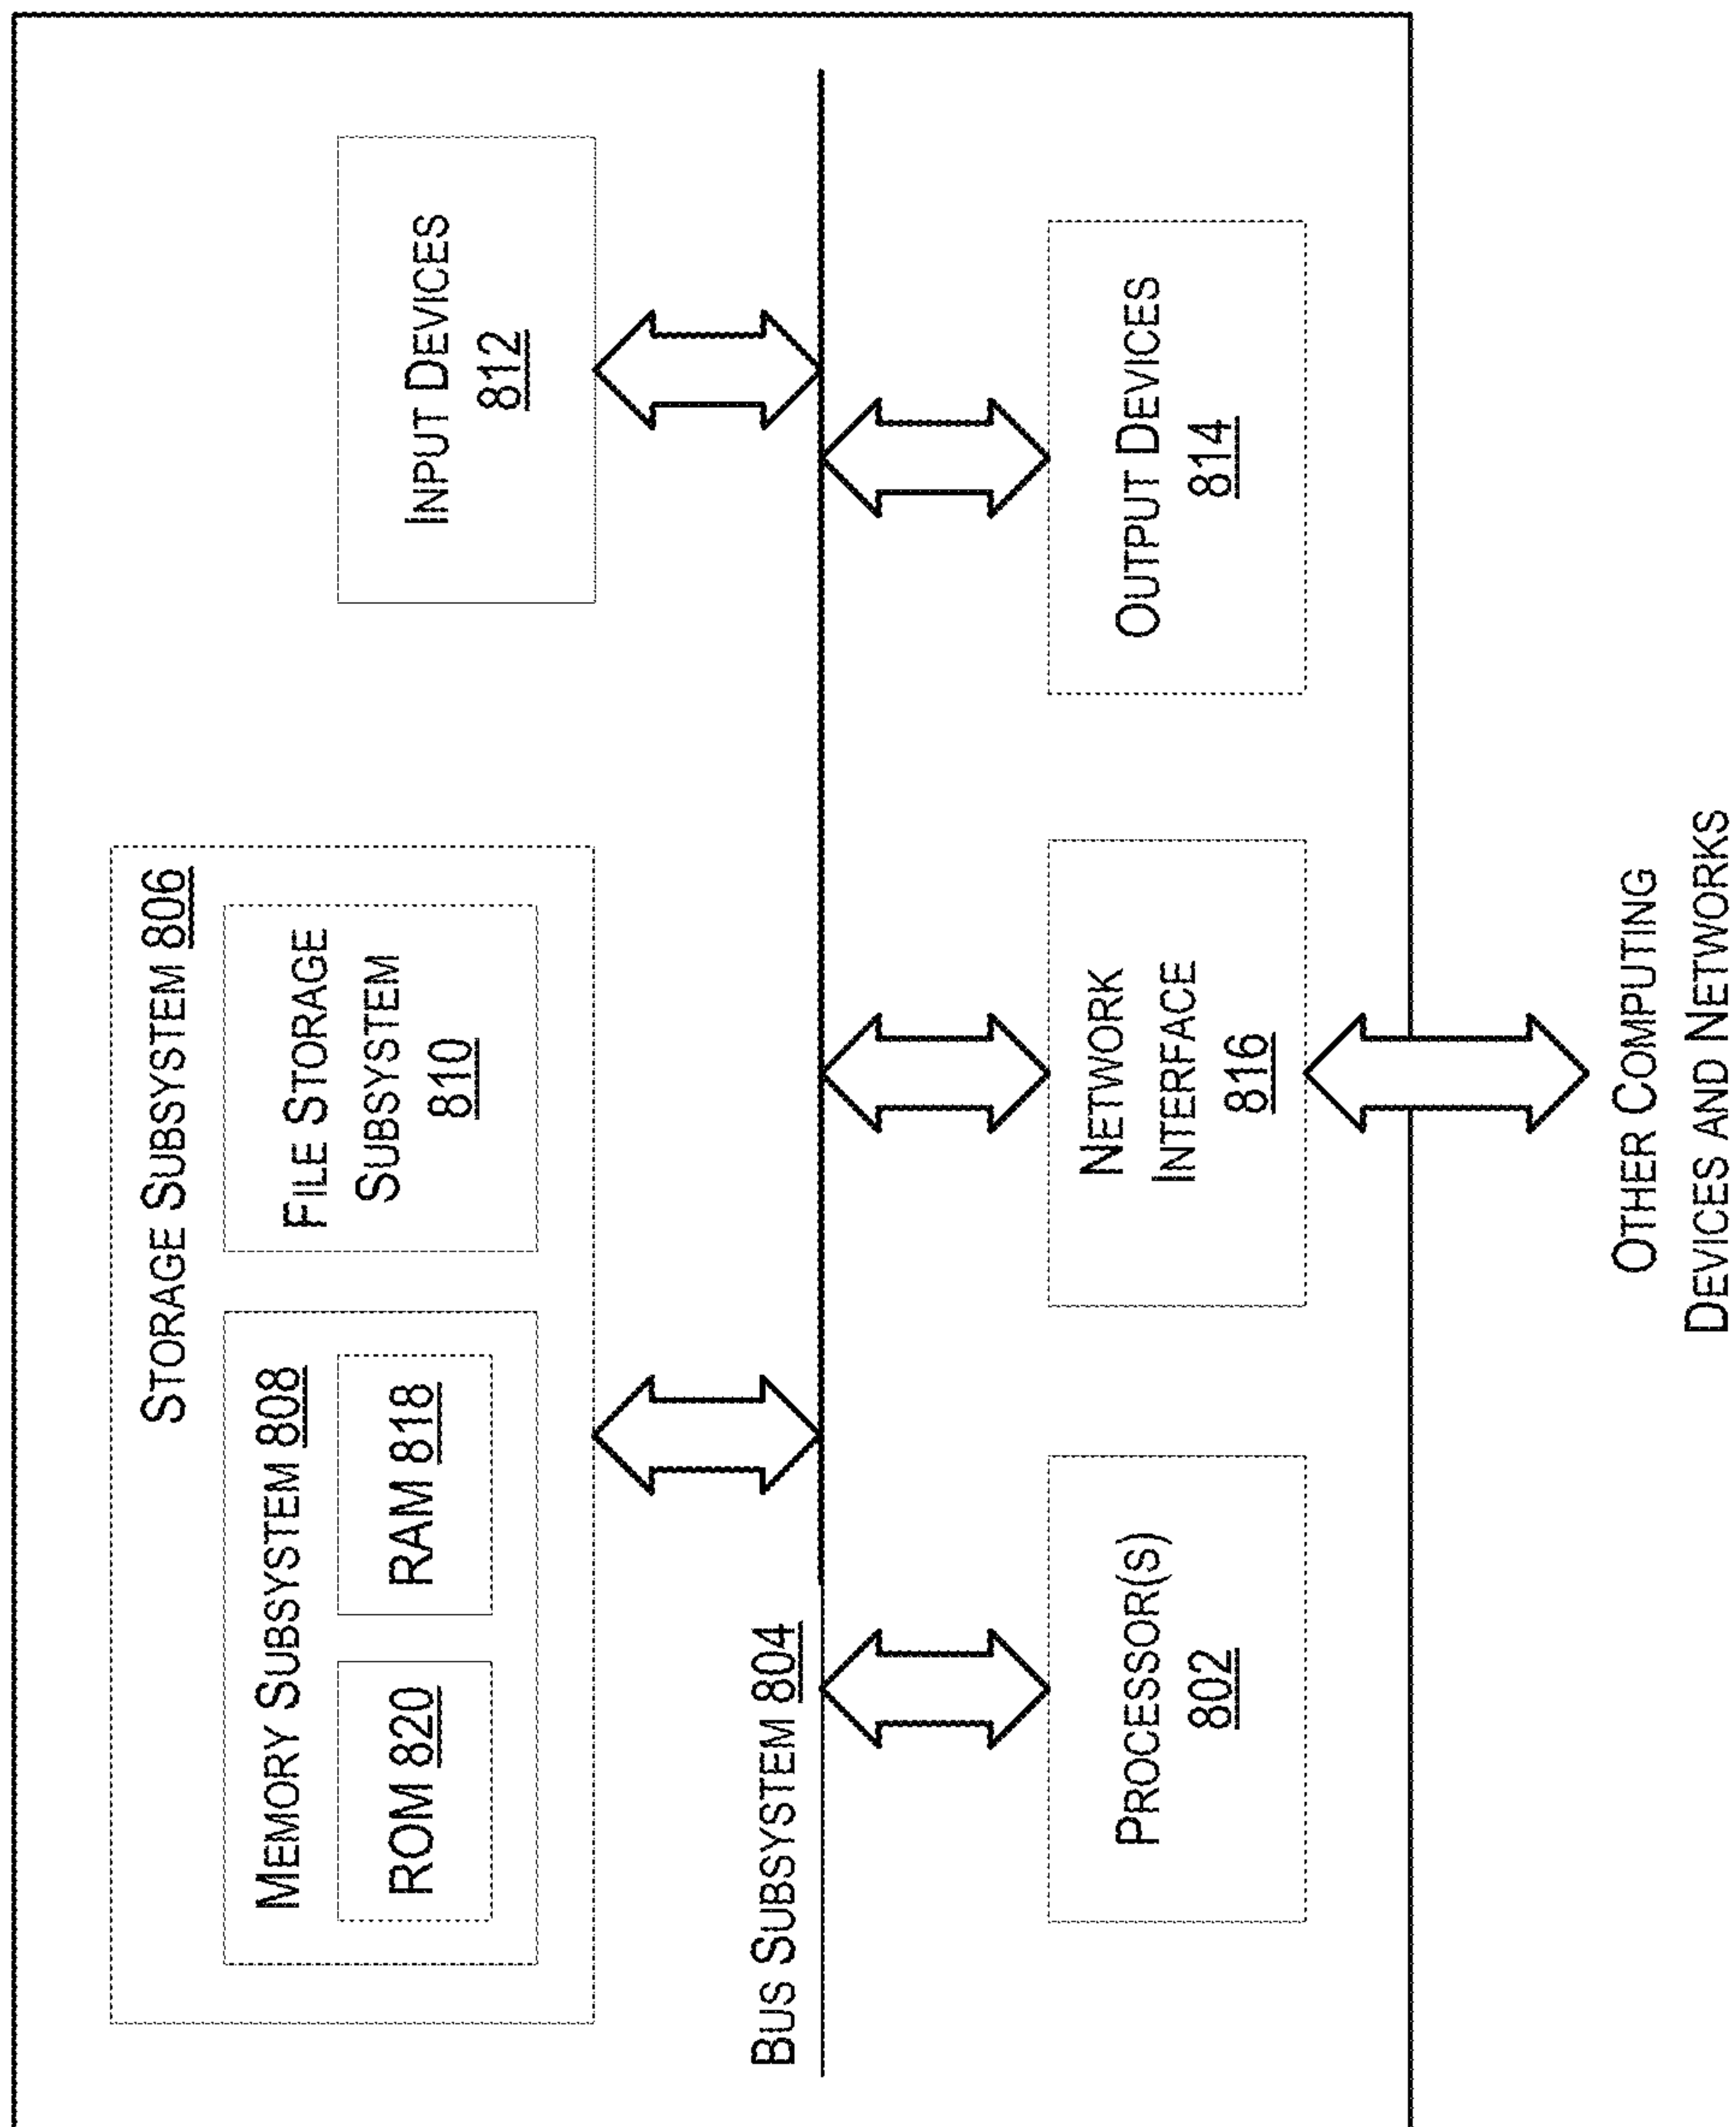 STORAGE SUBSYSTEM 806
MEMORY SUBSYSTEM 808
ROM 820
RAM 818
FILE STORAGE
SUBSYSTEM
810
INPUT DEVICES
812
BUS SUBSYSTEM 804
PROCESSOR(S)
802
NETWORK
INTERFACE
816
OUTPUT DEVICES
814
OTHER COMPUTING
DEVICES AND NETWORKS